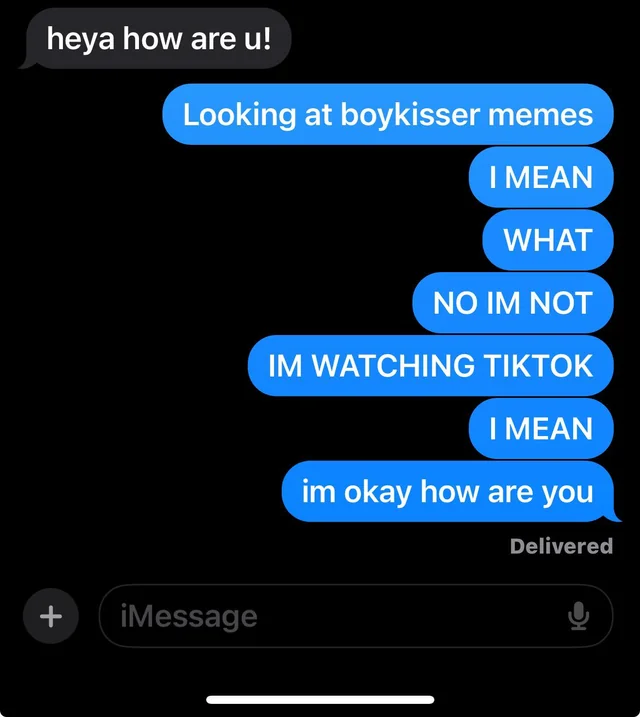 heya how are u!
Looking at boykisser memes
I MEAN
WHAT
NO IM NOT
IM WATCHING TIKTOK
I MEAN
im okay how are you
Delivered
iMessage